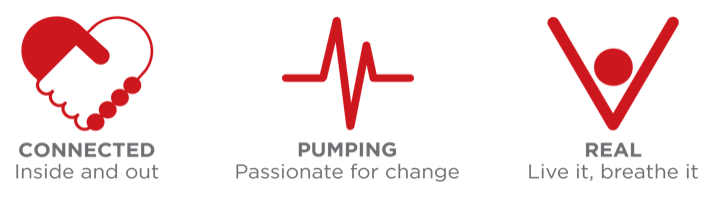 CONNECTED
Inside and out
PUMPING
Passionate for change
REAL
Live it, breathe it